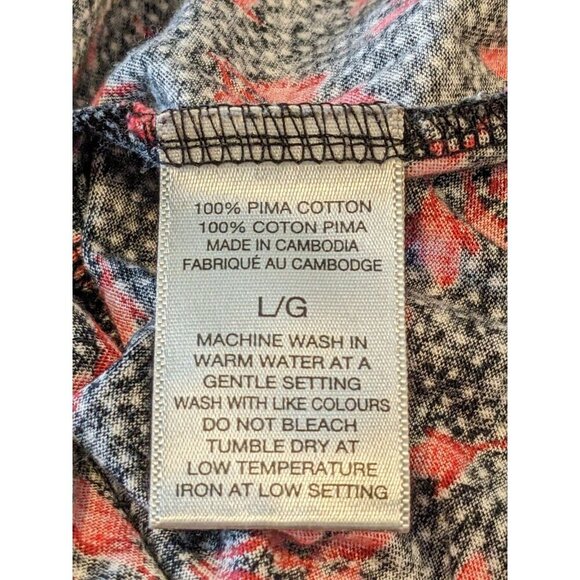 100% PIMA COTTON
100% COTON PIMA
MADE IN CAMBODIA
FABRIQUÉ AU CAMBODGE
L/G
MACHINE WASH IN
WARM WATER AT A
GENTLE SETTING
WASH WITH LIKE COLOURS
DO NOT BLEACH
TUMBLE DRY AT
LOW TEMPERATURE
IRON AT LOW SETTING